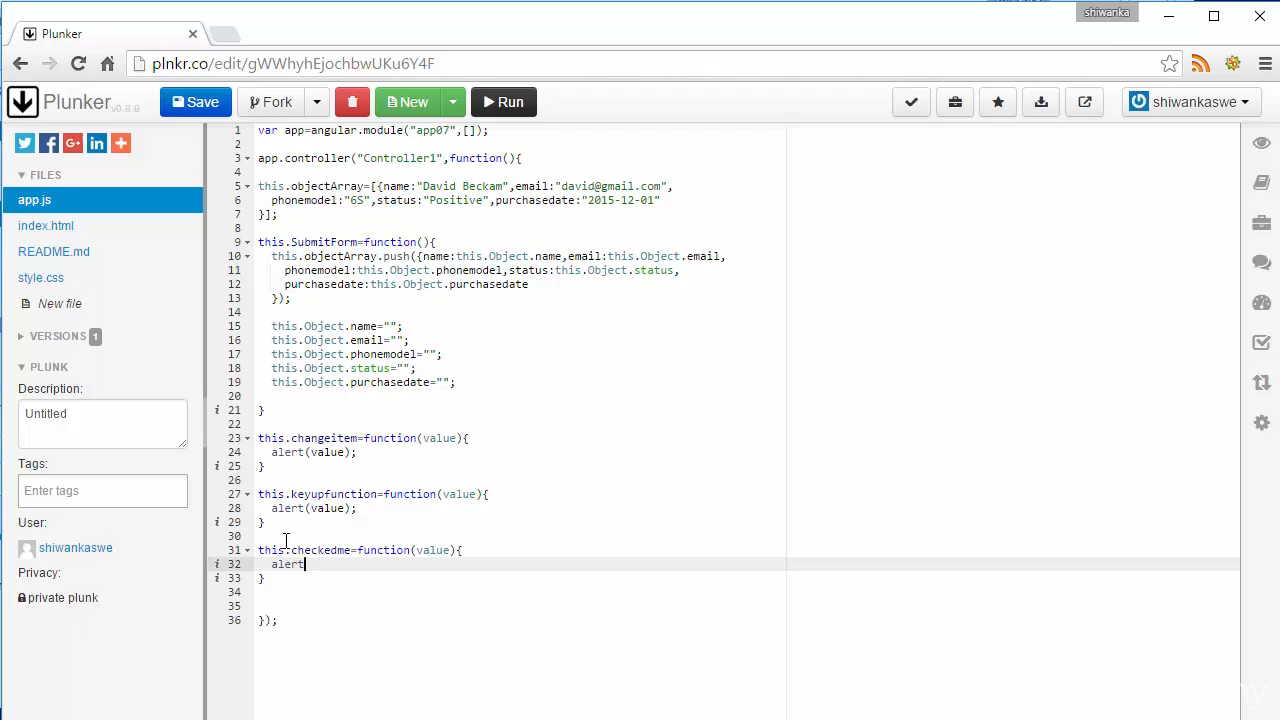 shiwanka
Plunker
plnkr.co/edit/gWWhyhEjochbwUKu6Y4F
Plunker v0.8.9
Save
Fork
New
Run
shiwankaswe
FILES
app.js
index.html
README.md
style.css
New file
VERSIONS 1
PLUNK
Description:
Untitled
Tags:
Enter tags
User:
shiwankaswe
Privacy:
private plunk
1 var app=angular.module("app07",[]);
2
3 app.controller("Controller1",function(){
4
5 this.objectArray=[{name:"David Beckam",email:"david@gmail.com",
6 phonemodel:"6S",status:"Positive",purchasedate:"2015-12-01"
7 }];
8
9 this.SubmitForm=function(){
10 this.objectArray.push({name:this.Object.name,email:this.Object.email,
11 phonemodel:this.Object.phonemodel,status:this.Object.status,
12 purchasedate:this.Object.purchasedate
13 });
14
15 this.Object.name="";
16 this.Object.email="";
17 this.Object.phonemodel="";
18 this.Object.status="";
19 this.Object.purchasedate="";
20
21 }
22
23 this.changeitem=function(value){
24 alert(value);
25 }
26
27 this.keyupfunction=function(value){
28 alert(value);
29 }
30
31 this.checkedme=function(value){
32 alert
33 }
34
35
36 });